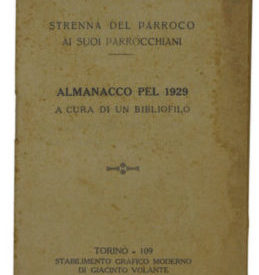 STRENNA DEL PARROCO
AI SUOI PARROCCHIANI
ALMANACCO PEL 1929
A CURA DI UN BIBLIOFILO
TORINO - 109
STABILIMENTO GRAFICO MODERNO
DI GIACINTO VOLANTE